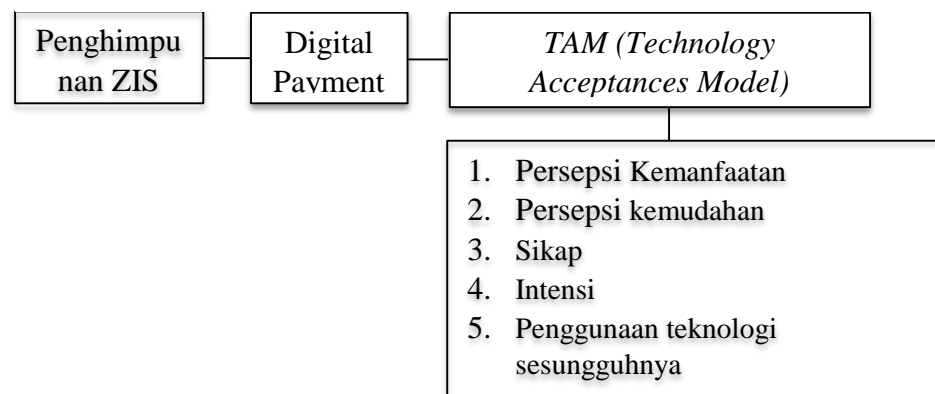 Penghimpu
nan ZIS
Digital
Payment
TAM (Technology
Acceptances Model)
1. Persepsi Kemanfaatan
2. Persepsi kemudahan
3. Sikap
4. Intensi
5. Penggunaan teknologi
sesungguhnya